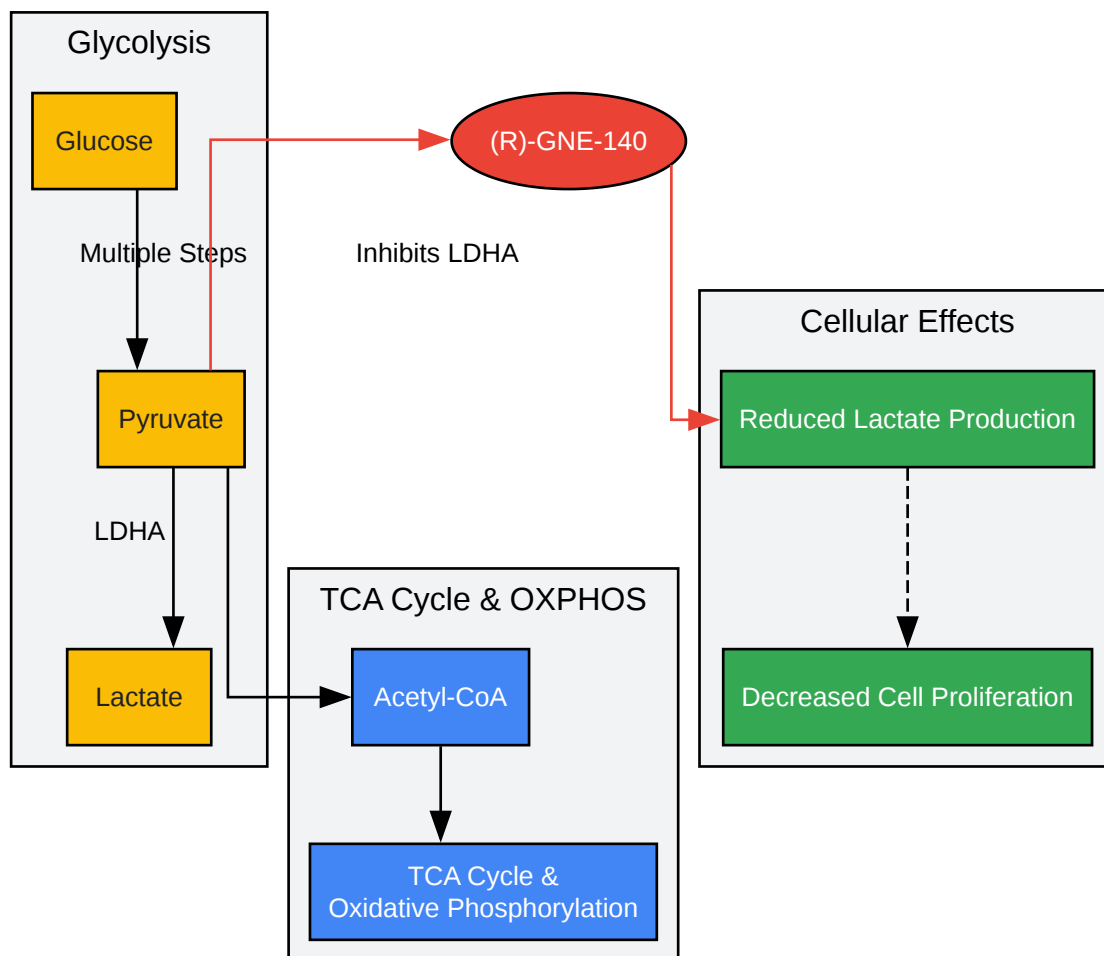 Glycolysis
Glucose
(R)-GNE-140
Multiple Steps
Inhibits LDHA
Cellular Effects
Pyruvate
Reduced Lactate Production
LDHA
TCA Cycle & OXPHOS
Lactate
Acetyl-CoA
Decreased Cell Proliferation
TCA Cycle &
Oxidative Phosphorylation